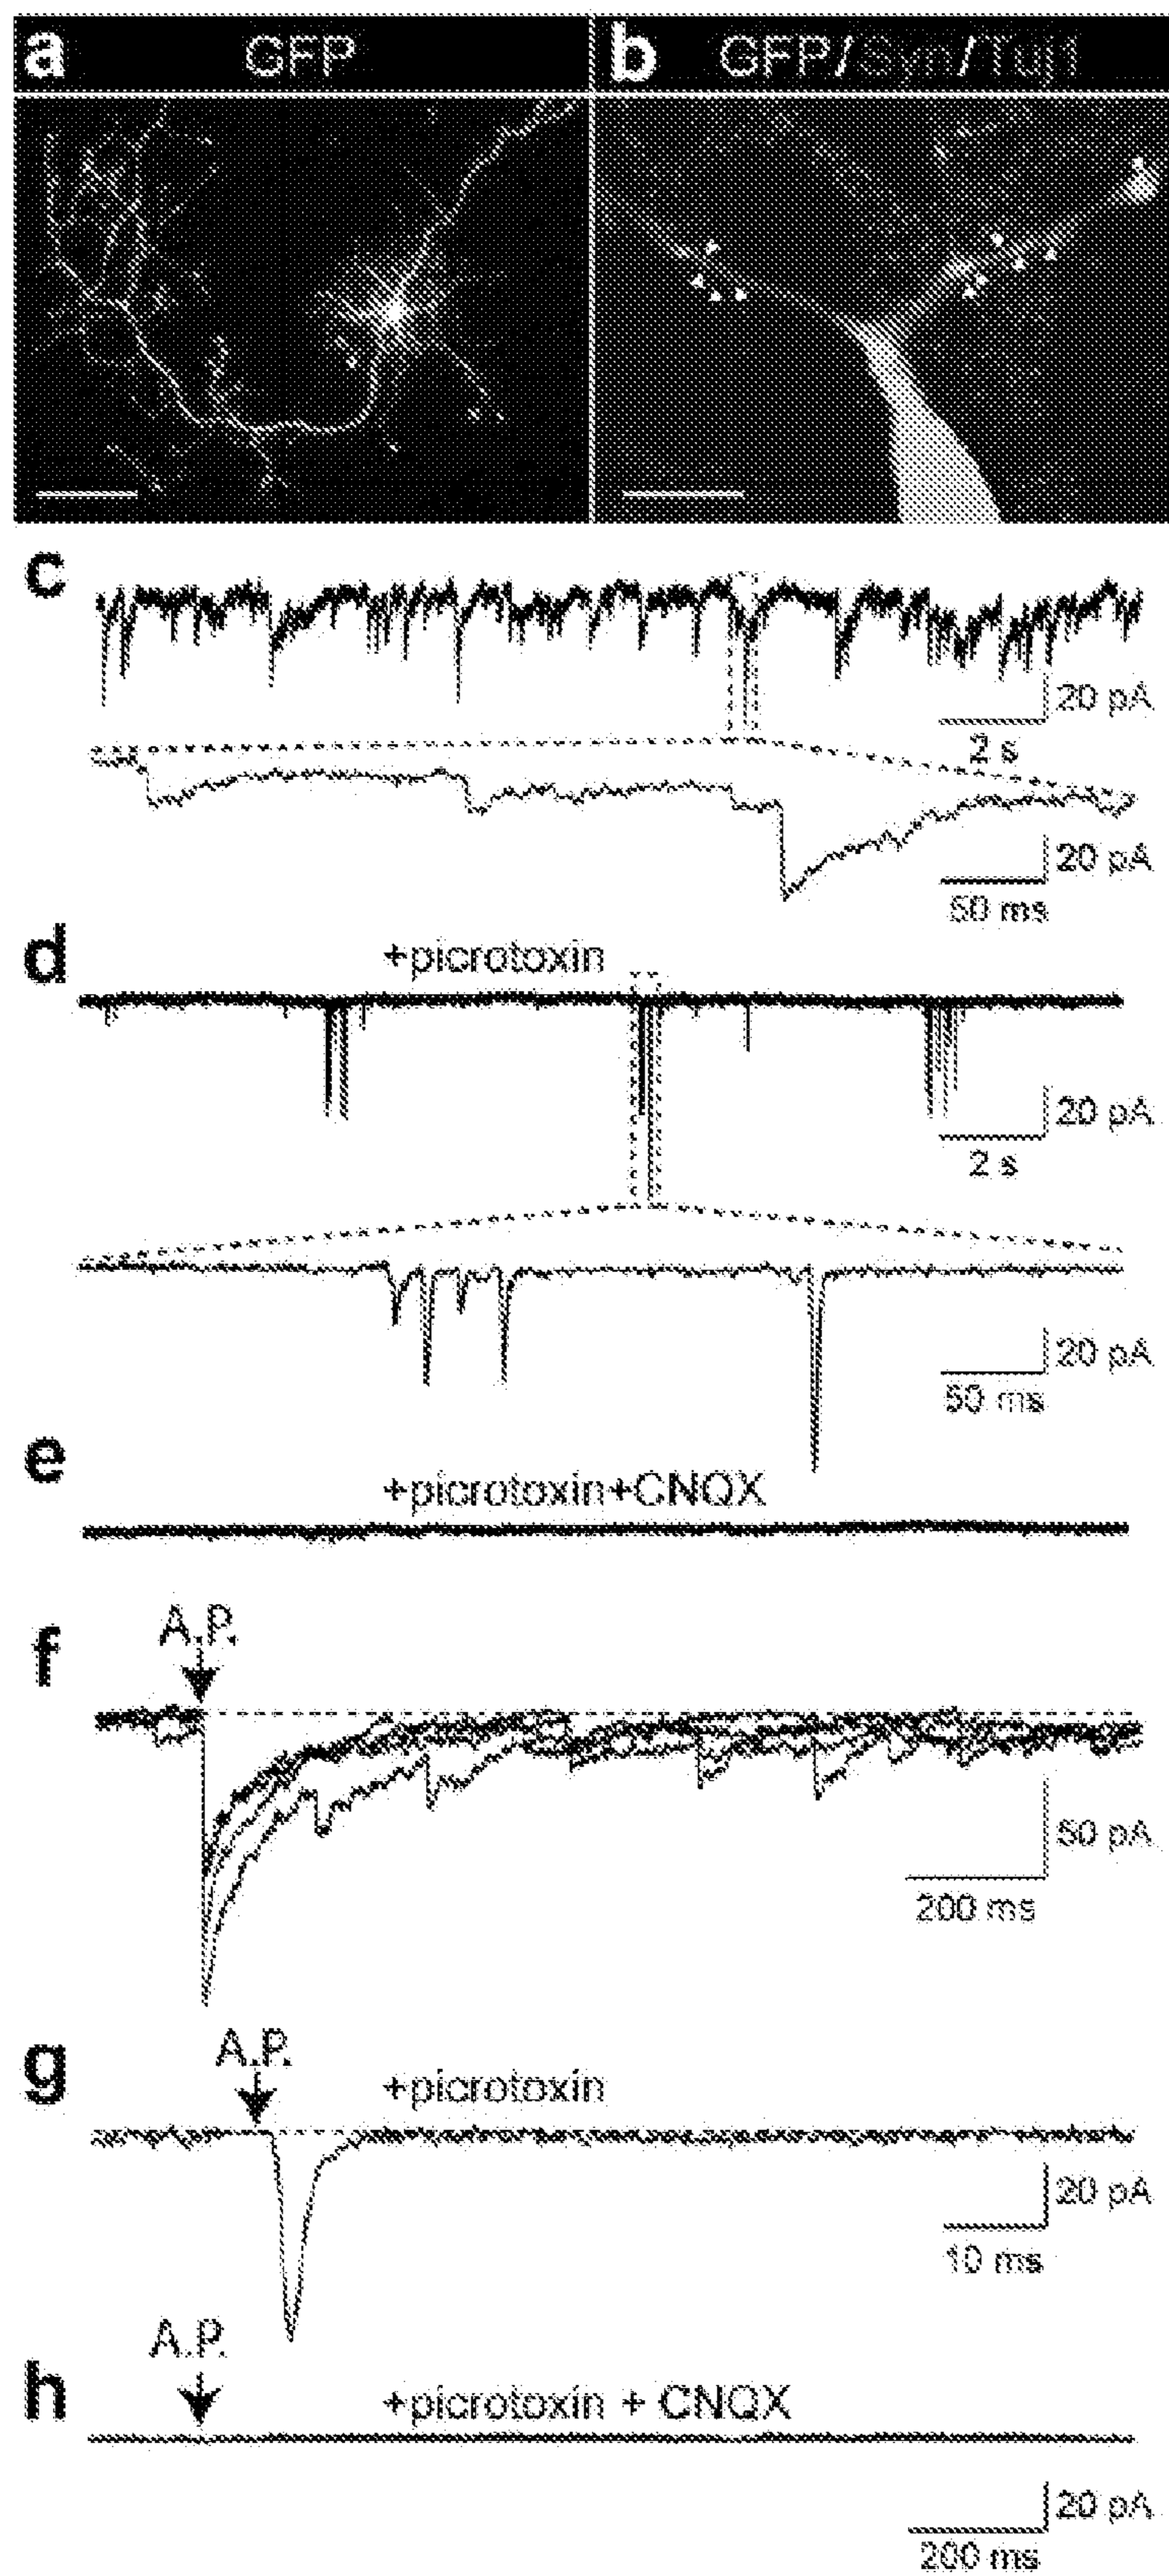 a GFP
b GFP/Syn/Tuj1
c
20 pA
2 s
20 pA
50 ms
d +picrotoxin
20 pA
2 s
20 pA
50 ms
e
+picrotoxin+CNQX
A.P.
f
50 pA
200 ms
A.P.
g +picrotoxin
20 pA
10 ms
A.P.
h +picrotoxin + CNQX
20 pA
200 ms